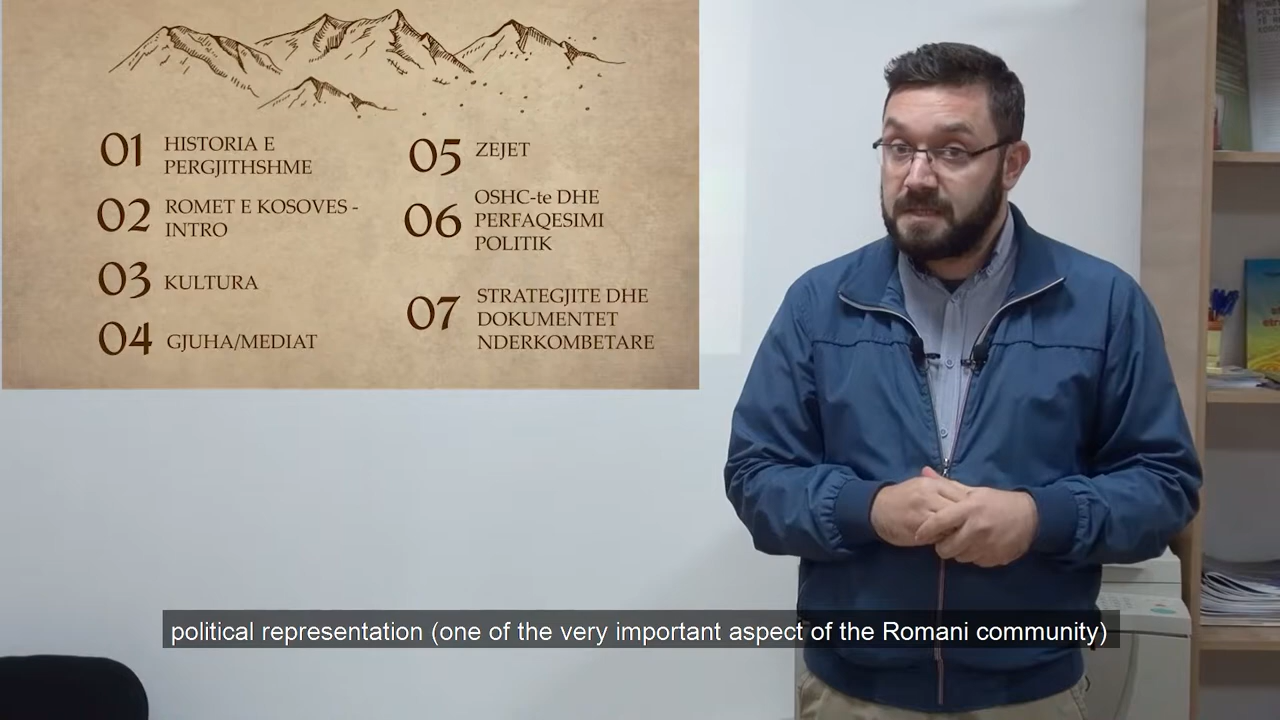 01 HISTORIA E
PERGJITHSHME
02 ROMET E KOSOVES -
INTRO
03 KULTURA
04 GJUHA/MEDIAT
05 ZEJET
06 OSHC-te DHE
PERFAQESIMI
POLITIK
07 STRATEGJITE DHE
DOKUMENTET
NDERKOMBETARE
political representation (one of the very important aspect of the Romani community)